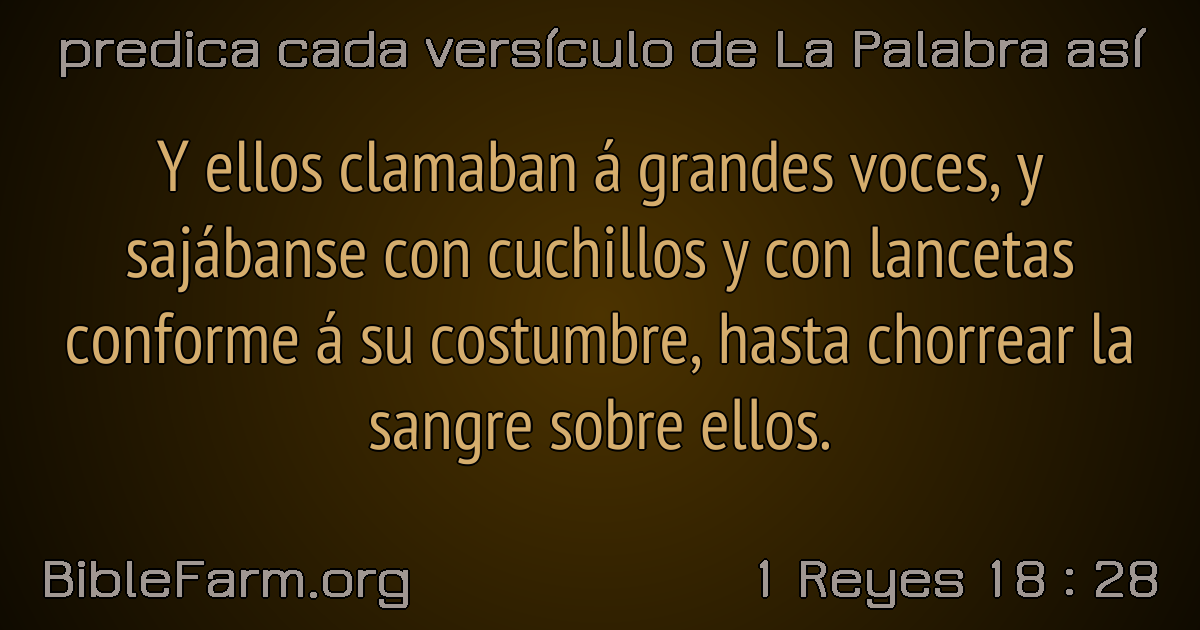 predica cada versículo de La Palabra así
Y ellos clamaban á grandes voces, y
sajábanse con cuchillos y con lancetas
conforme á su costumbre, hasta chorrear la
sangre sobre ellos.
BibleFarm.org
1 Reyes 18 : 28